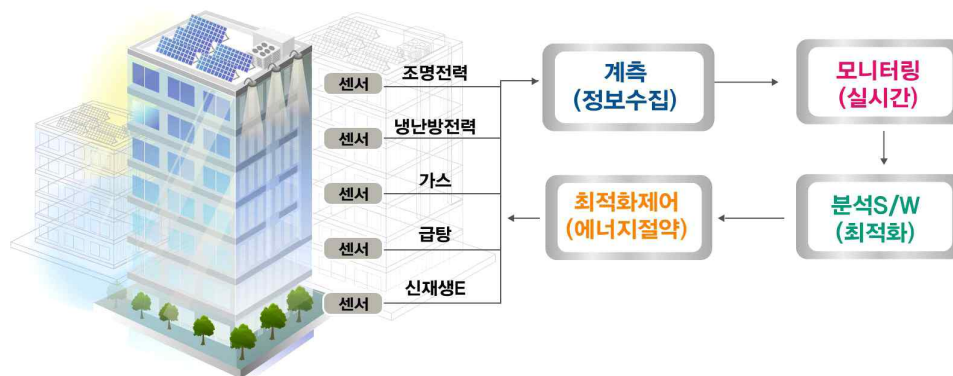 센서 조명전력
센서 냉난방전력
센서 가스
센서 급탕
센서 신재생E
계측
(정보수집)
모니터링
(실시간)
최적화제어
(에너지절약)
분석S/W
(최적화)